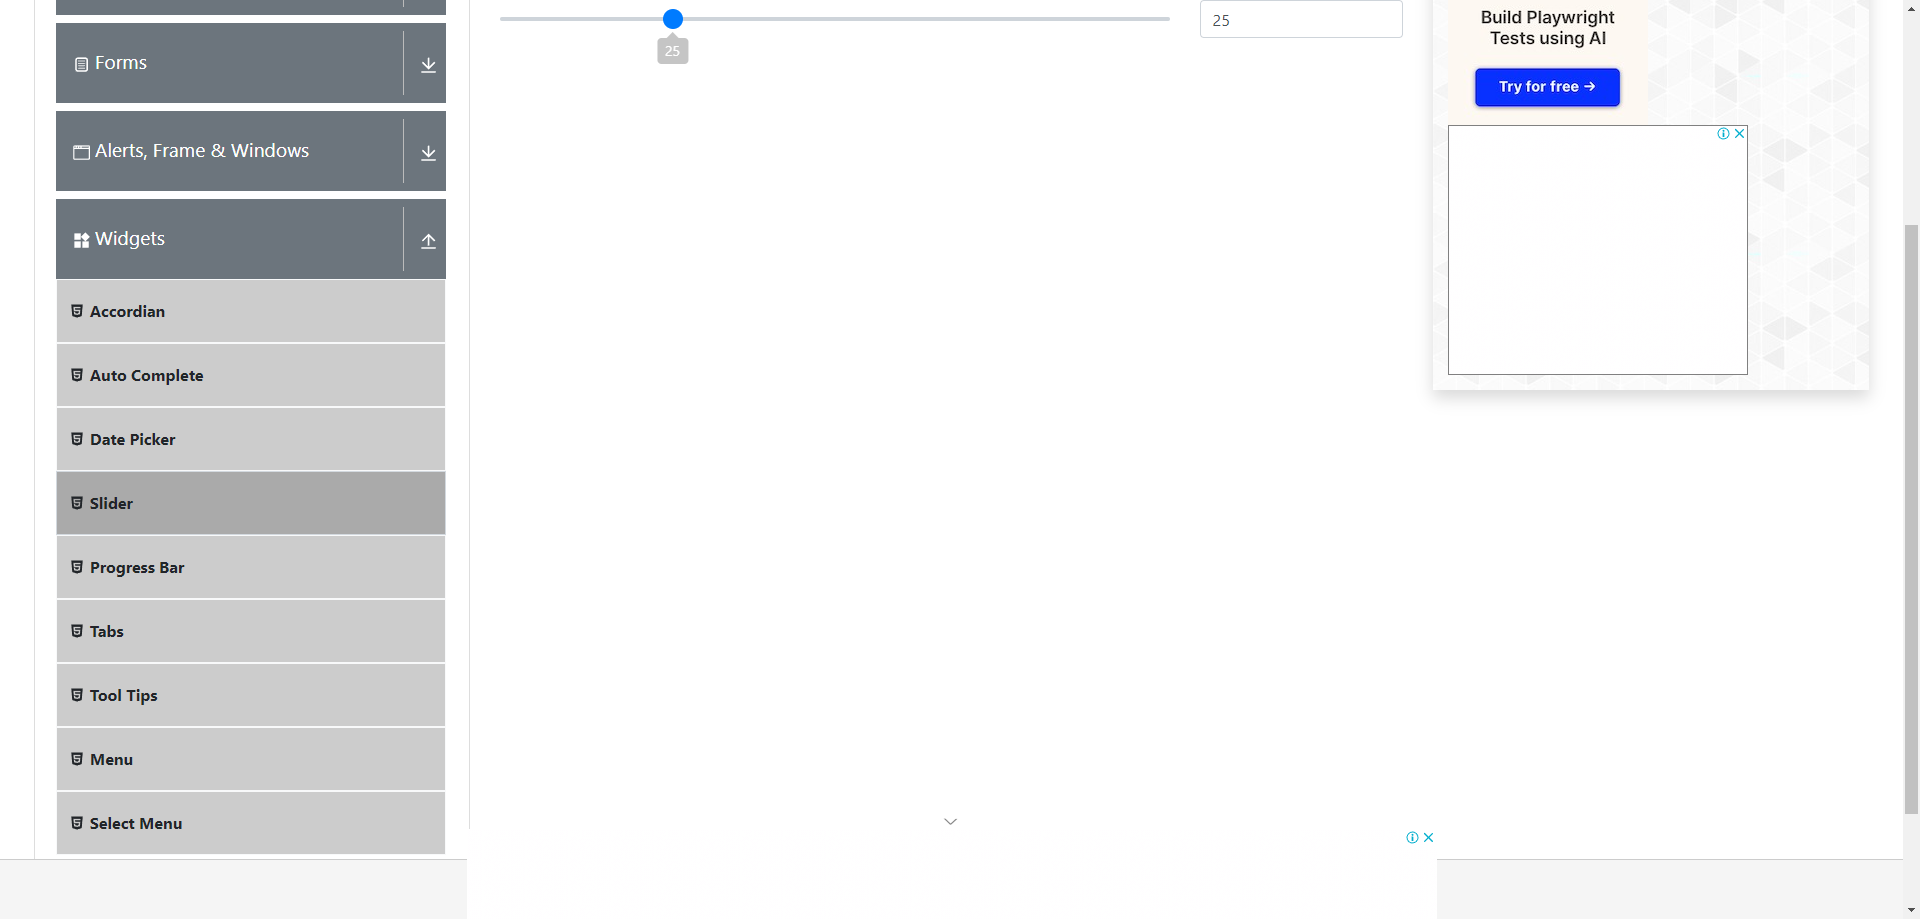 25
25
Forms
Alerts, Frame & Windows
Widgets
Accordian
Auto Complete
Date Picker
Slider
Progress Bar
Tabs
Tool Tips
Menu
Select Menu
Build Playwright
Tests using AI
Try for free →